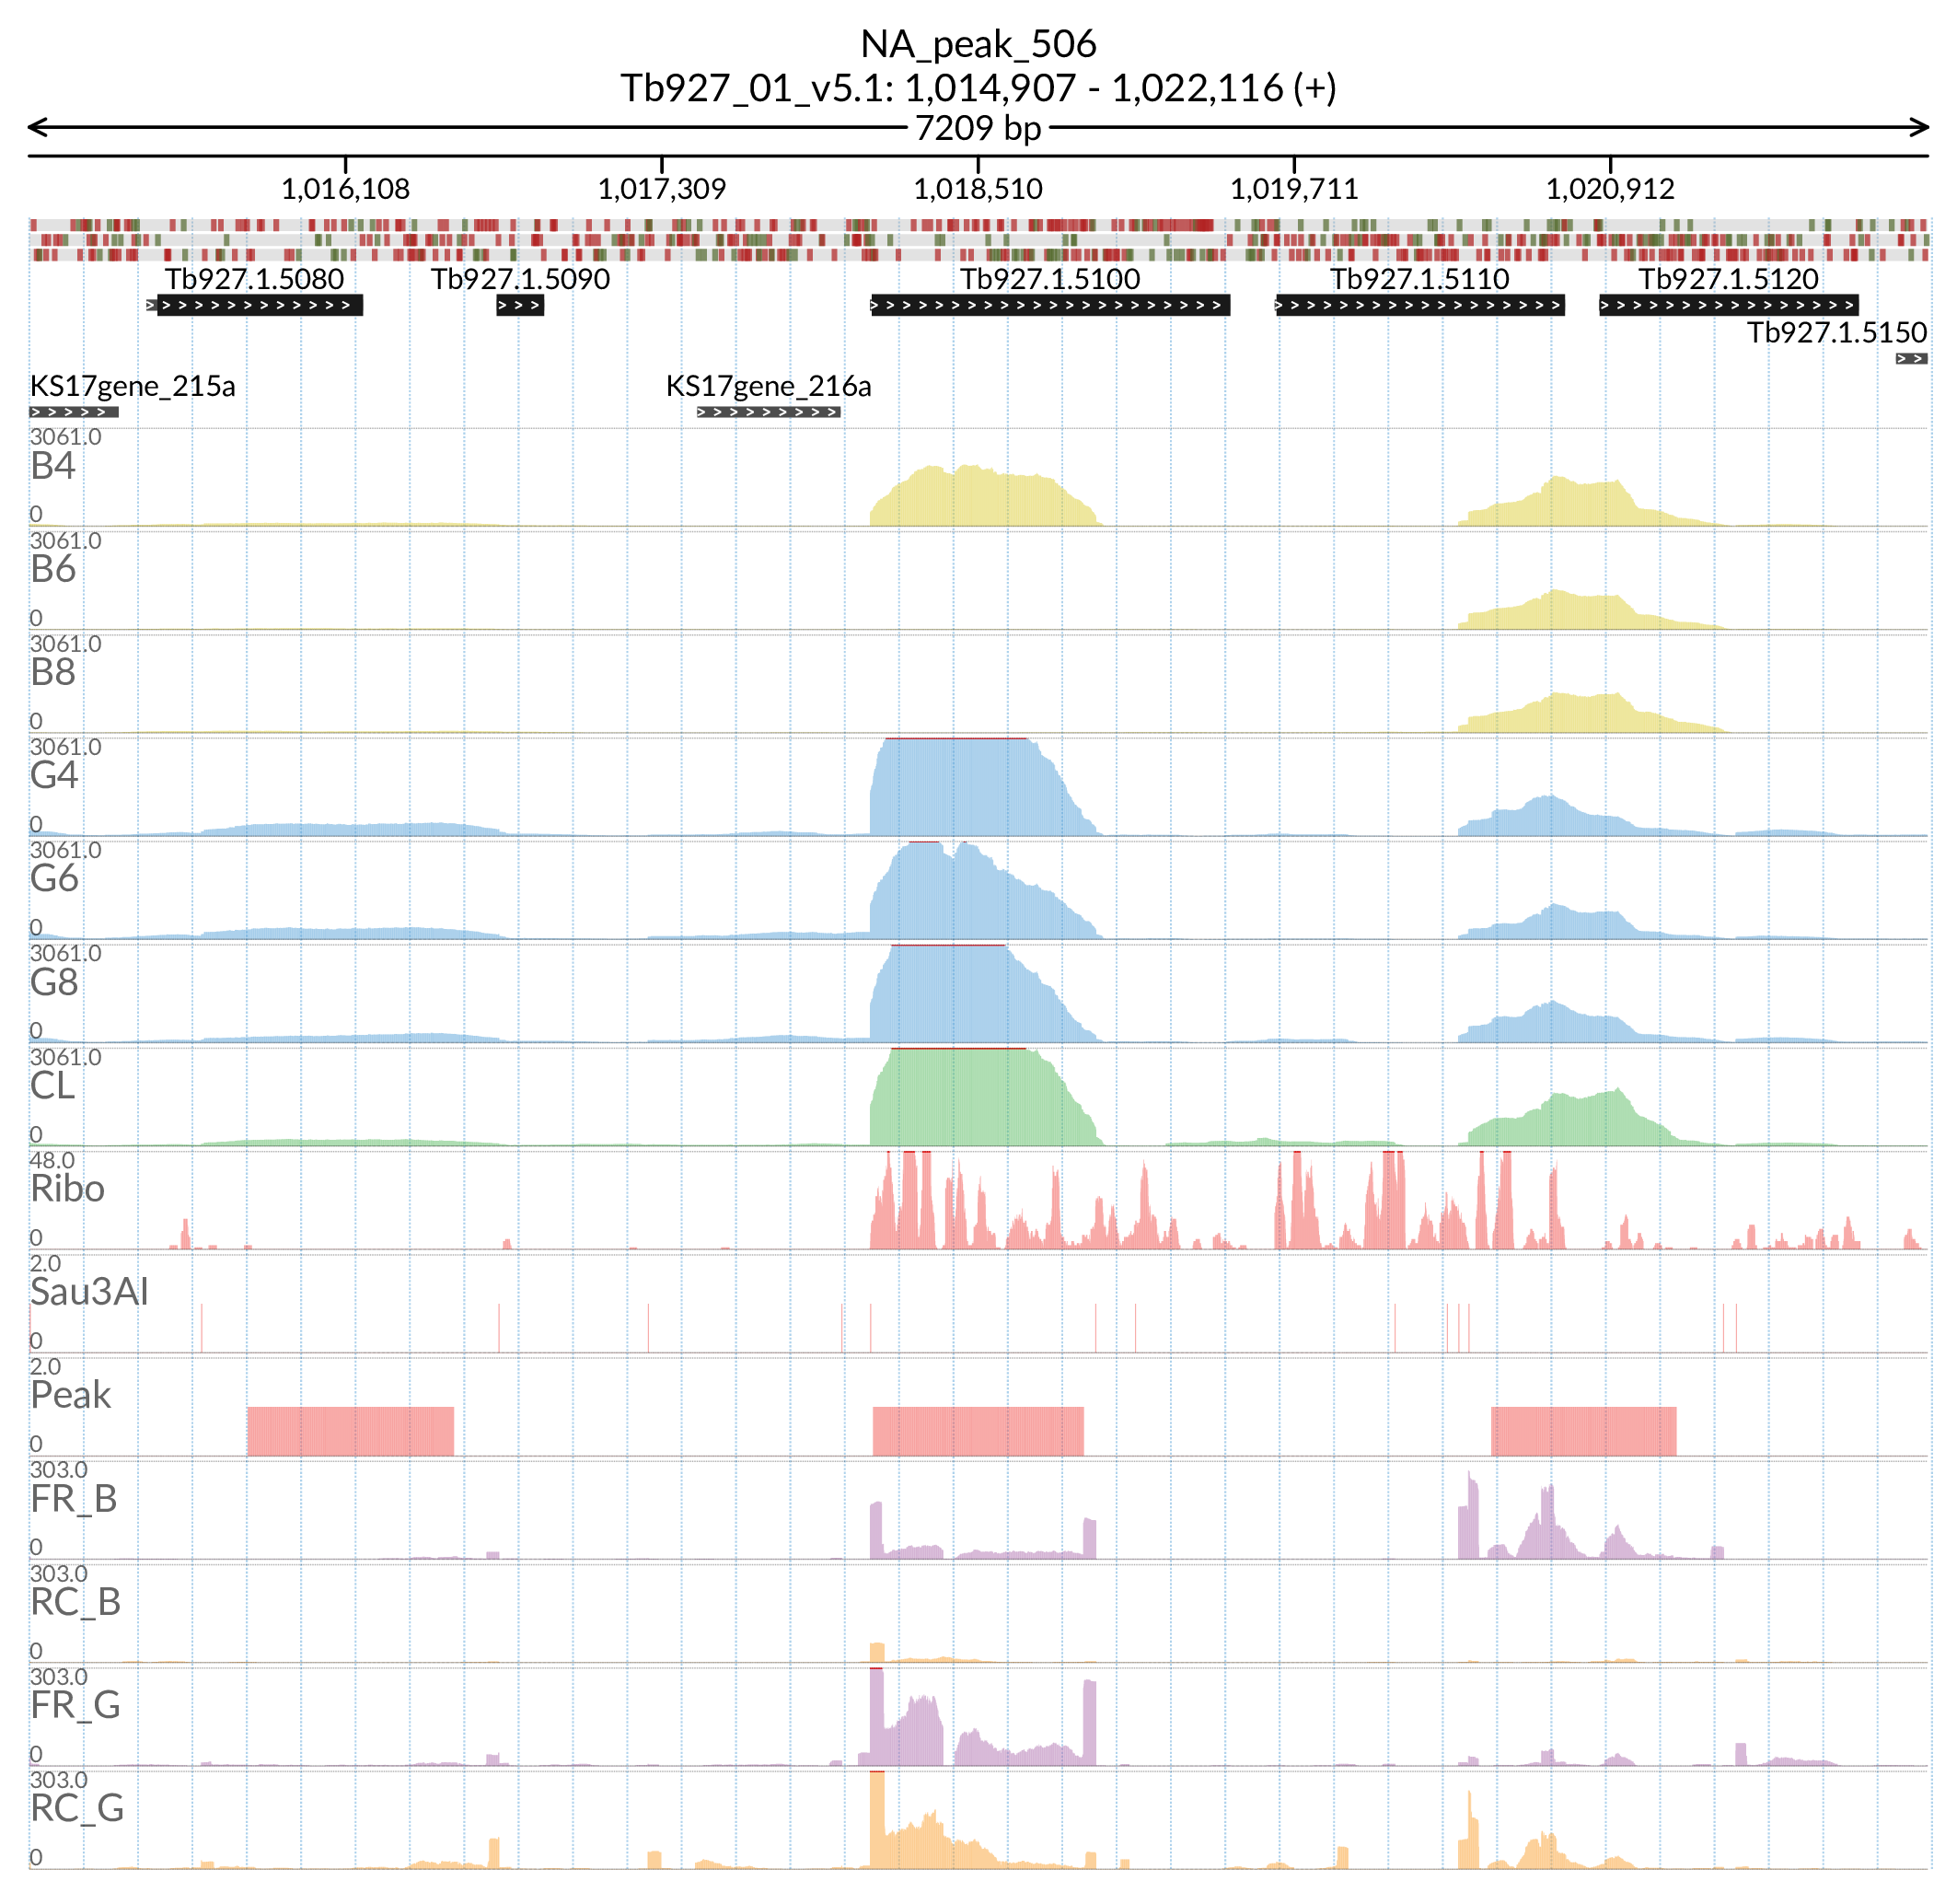 NA_peak_506
Tb927_01_v5.1: 1,014,907 - 1,022,116 (+)
7209 bp
1,016,108 1,017,309 1,018,510 1,019,711 1,020,912
Tb927.1.5080 Tb927.1.5090 Tb927.1.5100 Tb927.1.5110 Tb927.1.5120
Tb927.1.5150
KS17gene_215a KS17gene_216a
3061.0
B4
0
3061.0
B6
0
3061.0
B8
0
3061.0
G4
0
3061.0
G6
0
3061.0
G8
0
3061.0
CL
0
48.0
Ribo
0
2.0
Sau3AI
0
2.0
Peak
0
303.0
FR_B
0
303.0
RC_B
0
303.0
FR_G
0
303.0
RC_G
0